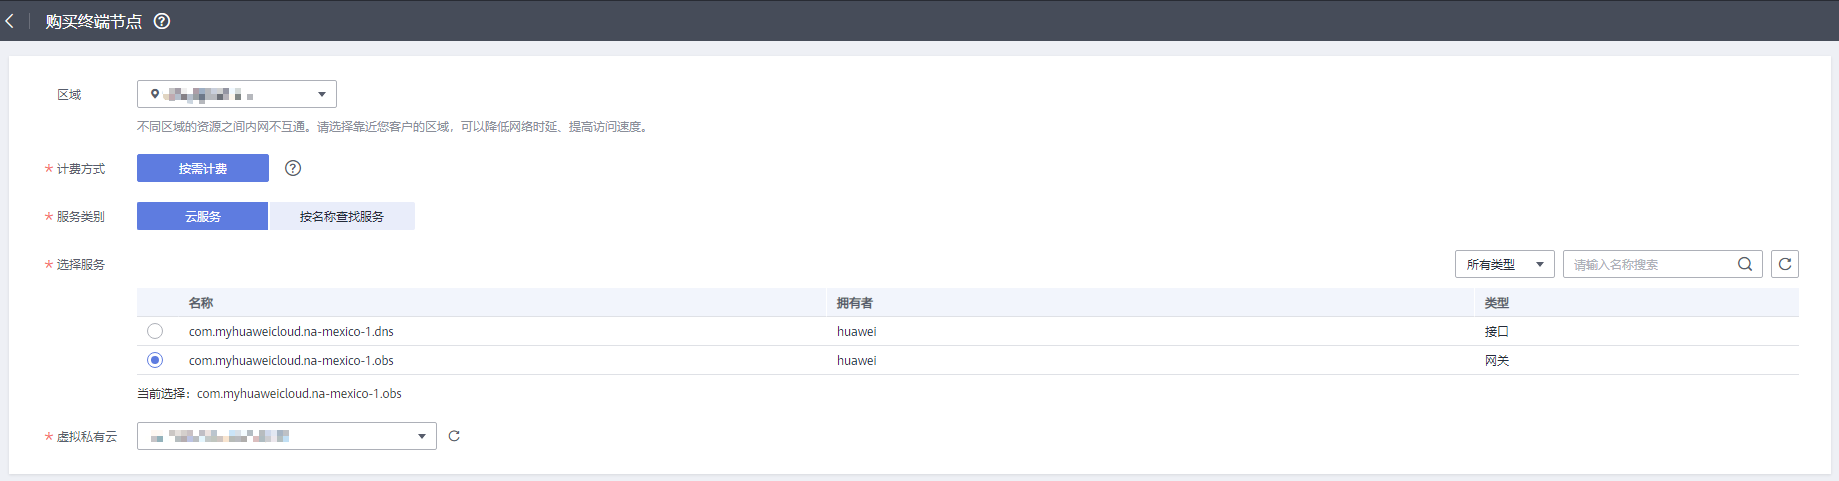 购买终端节点
区域
不同区域的资源之间内网不互通。请选择靠近您客户的区域，可以降低网络时延、提高访问速度。
* 计费方式 按需计费
* 服务类别 云服务 按名称查找服务
* 选择服务 所有类型 请输入名称搜索
名称 拥有者 类型
com.myhuaweicloud.na-mexico-1.dns huawei 接口
com.myhuaweicloud.na-mexico-1.obs huawei 网关
当前选择：com.myhuaweicloud.na-mexico-1.obs
* 虚拟私有云